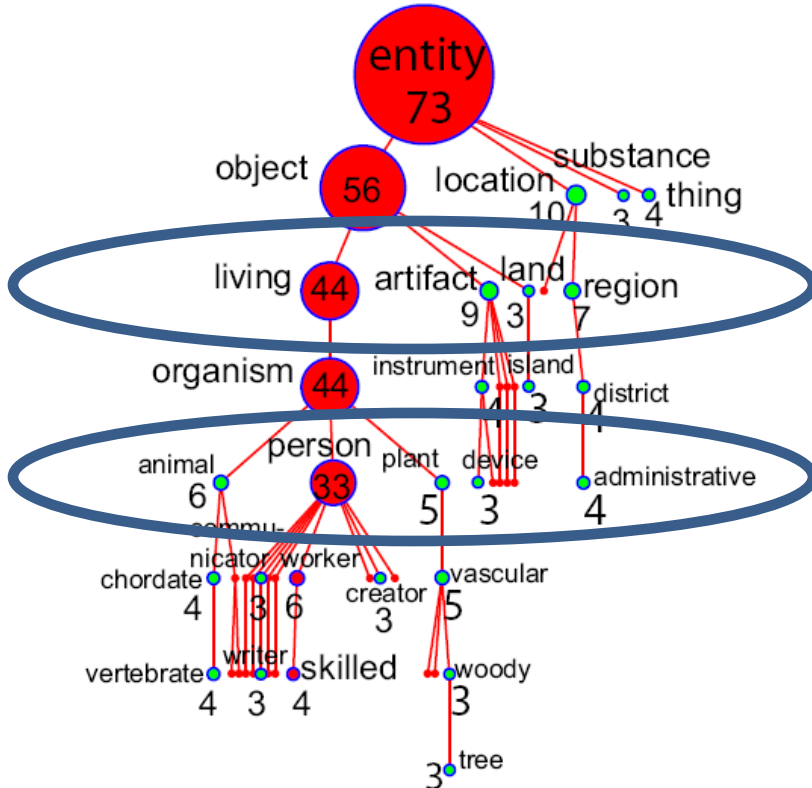 entity
73
substance
object
56
location
10
3
4
thing
living
44
artifact
9
land
3
region
7
organism
44
instrument
4
island
3
district
4
person
33
animal
6
plant
5
device
3
administrative
4
commu-
nicator
3
worker
6
chordate
4
creator
3
vascular
5
writer
3
skilled
4
vertebrate
4
woody
3
tree
3